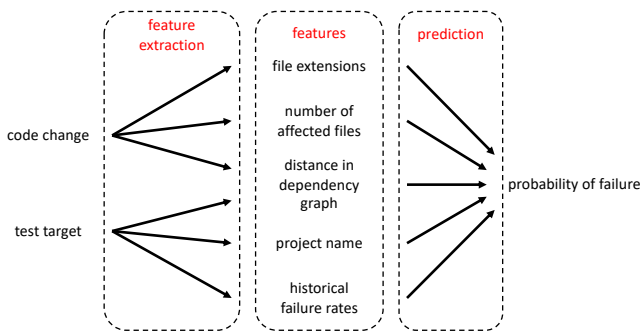 feature
extraction
features
prediction
code change
test target
file extensions
number of
affected files
distance in
dependency
graph
project name
historical
failure rates
probability of failure